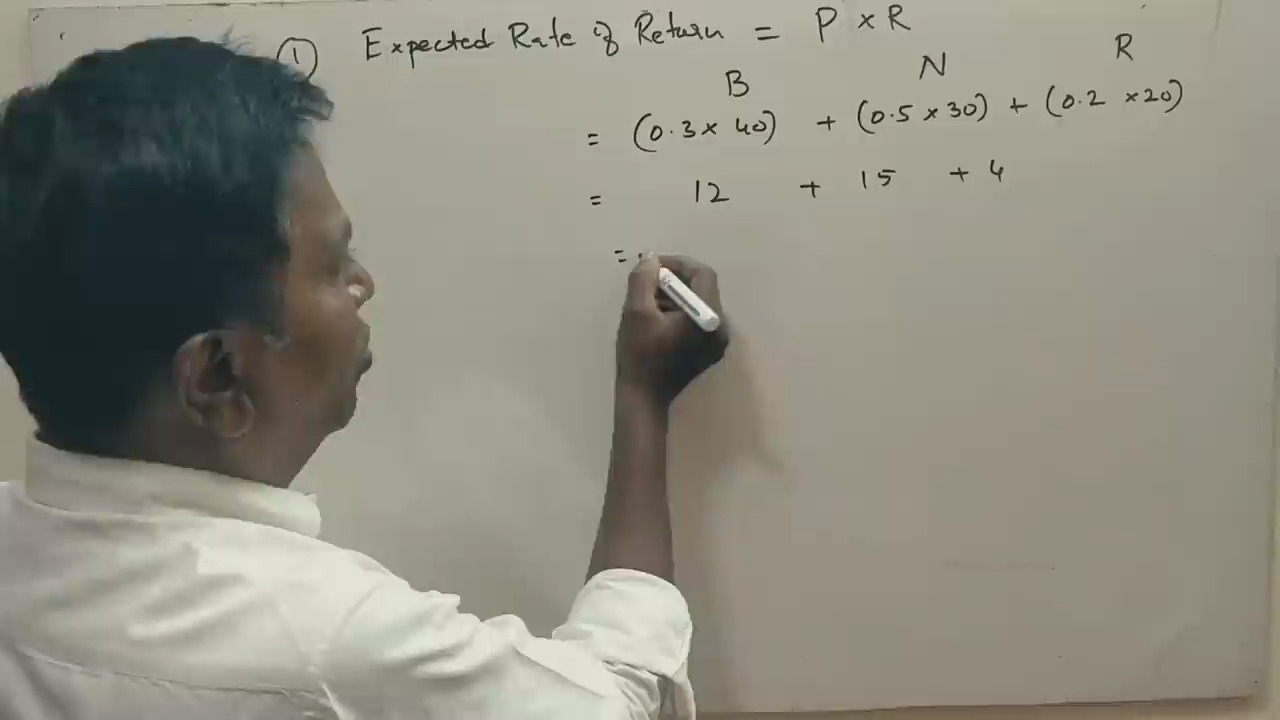 ① Expected Rate of Return = P × R
B N R
= (0.3 × 40) + (0.5 × 30) + (0.2 × 20)
= 12 + 15 + 4
=